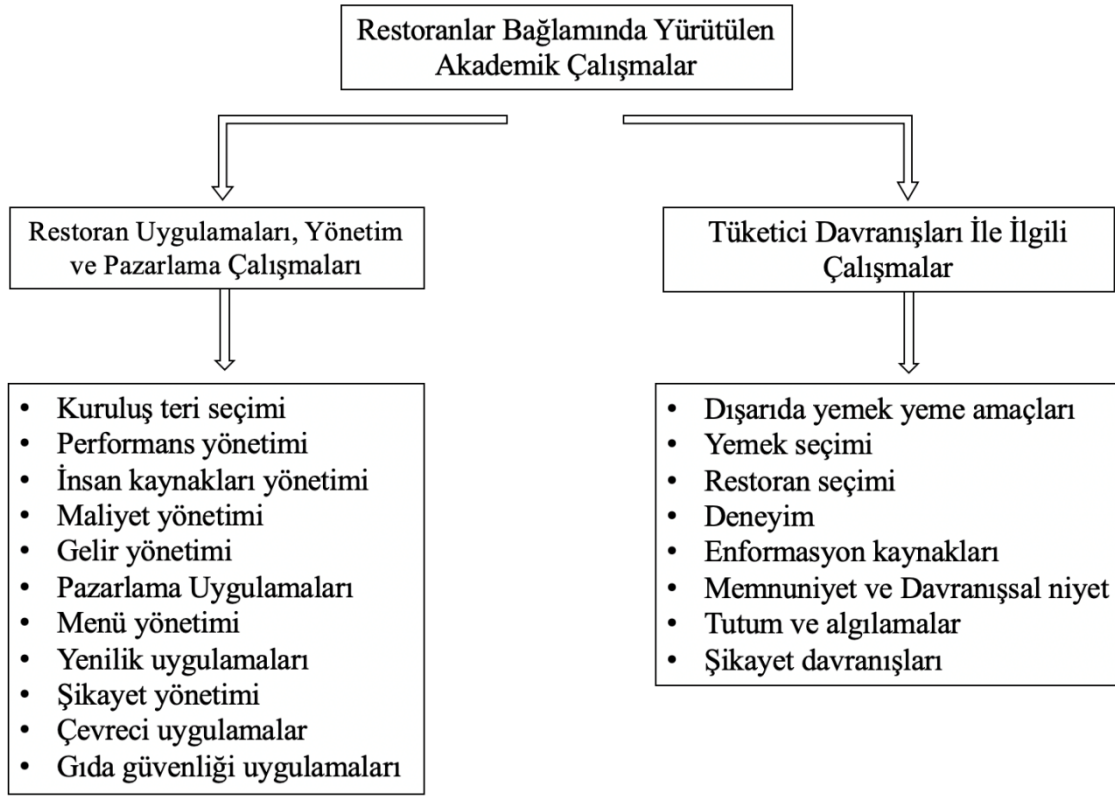 Restoranlar Bağlamında Yürütülen
Akademik Çalışmalar
Restoran Uygulamaları, Yönetim
ve Pazarlama Çalışmaları
• Kuruluş teri seçimi
• Performans yönetimi
• İnsan kaynakları yönetimi
• Maliyet yönetimi
• Gelir yönetimi
• Pazarlama Uygulamaları
• Menü yönetimi
• Yenilik uygulamaları
• Şikayet yönetimi
• Çevreci uygulamalar
• Gıda güvenliği uygulamaları
Tüketici Davranışları İle İlgili
Çalışmalar
• Dışarıda yemek yeme amaçları
• Yemek seçimi
• Restoran seçimi
• Deneyim
• Enformasyon kaynakları
• Memnuniyet ve Davranışsal niyet
• Tutum ve algılamalar
• Şikayet davranışları